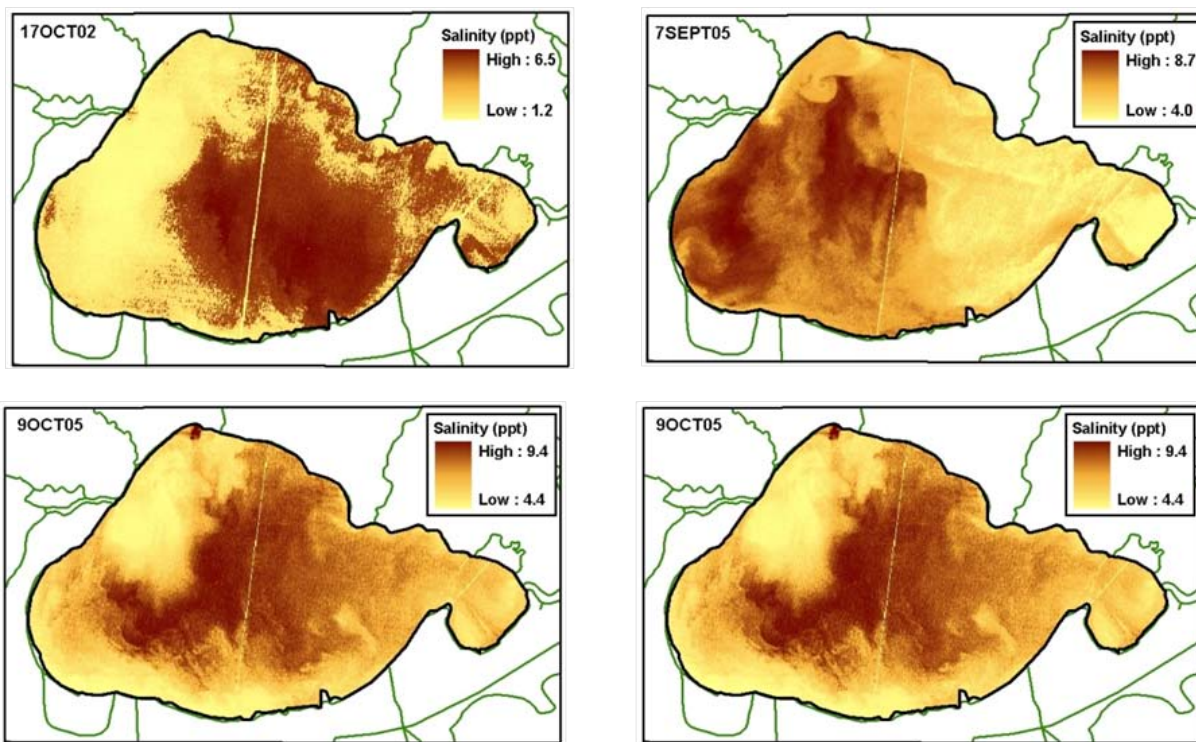 17OCT02
Salinity (ppt)
High : 6.5
Low : 1.2
7SEPT05
Salinity (ppt)
High : 8.7
Low : 4.0
9OCT05
Salinity (ppt)
High : 9.4
Low : 4.4
9OCT05
Salinity (ppt)
High : 9.4
Low : 4.4